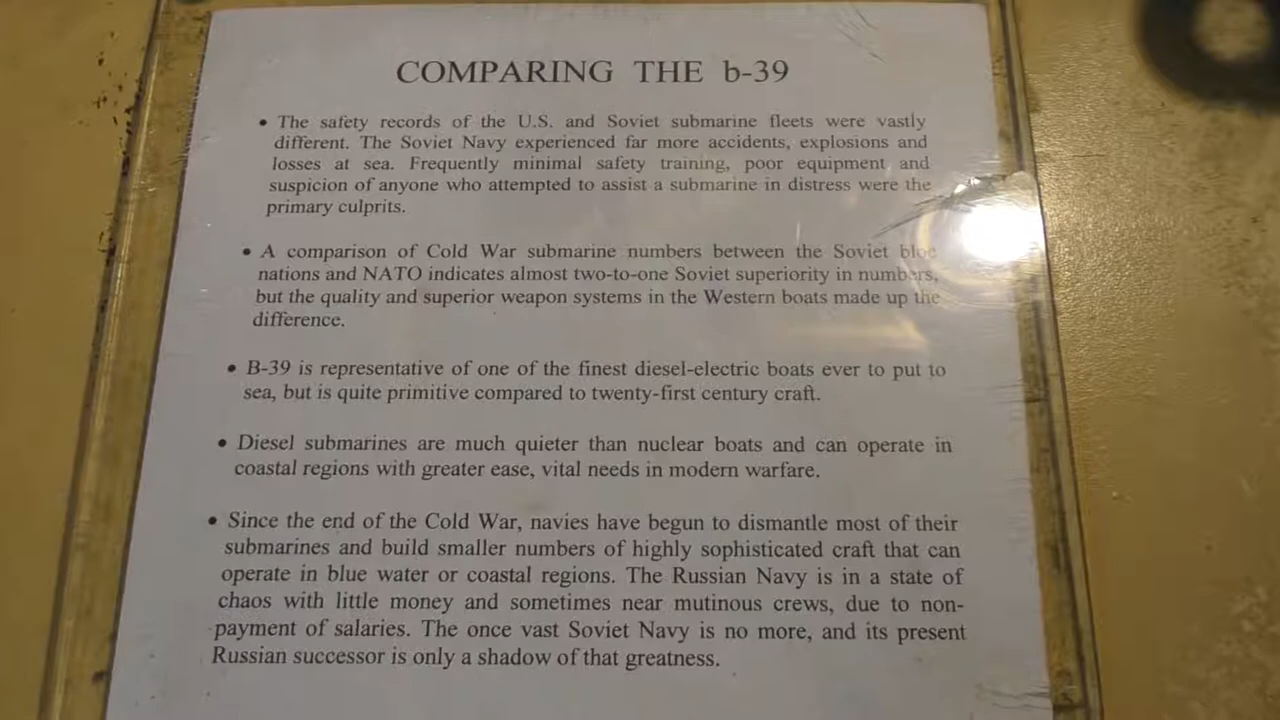 COMPARING THE b-39
• The safety records of the U.S. and Soviet submarine fleets were vastly
different. The Soviet Navy experienced far more accidents, explosions and
losses at sea. Frequently minimal safety training, poor equipment and
suspicion of anyone who attempted to assist a submarine in distress were the
primary culprits.
• A comparison of Cold War submarine numbers between the Soviet bloc
nations and NATO indicates almost two-to-one Soviet superiority in numbers,
but the quality and superior weapon systems in the Western boats made up the
difference.
• B-39 is representative of one of the finest diesel-electric boats ever to put to
sea, but is quite primitive compared to twenty-first century craft.
• Diesel submarines are much quieter than nuclear boats and can operate in
coastal regions with greater ease, vital needs in modern warfare.
• Since the end of the Cold War, navies have begun to dismantle most of their
submarines and build smaller numbers of highly sophisticated craft that can
operate in blue water or coastal regions. The Russian Navy is in a state of
chaos with little money and sometimes near mutinous crews, due to non-
payment of salaries. The once vast Soviet Navy is no more, and its present
Russian successor is only a shadow of that greatness.